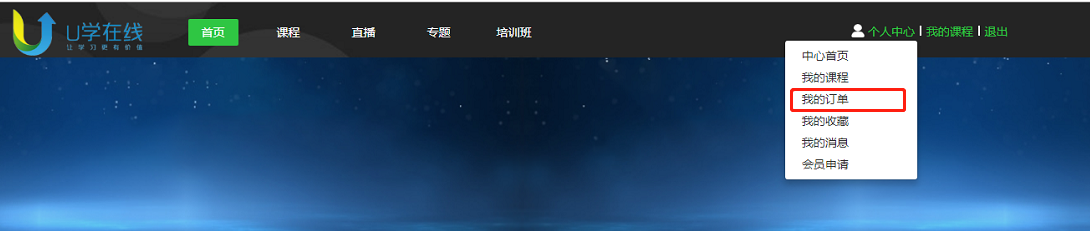 U学在线
让学习更有价值
首页 课程 直播 专题 培训班
个人中心 | 我的课程 | 退出
中心首页
我的课程
我的订单
我的收藏
我的消息
会员申请